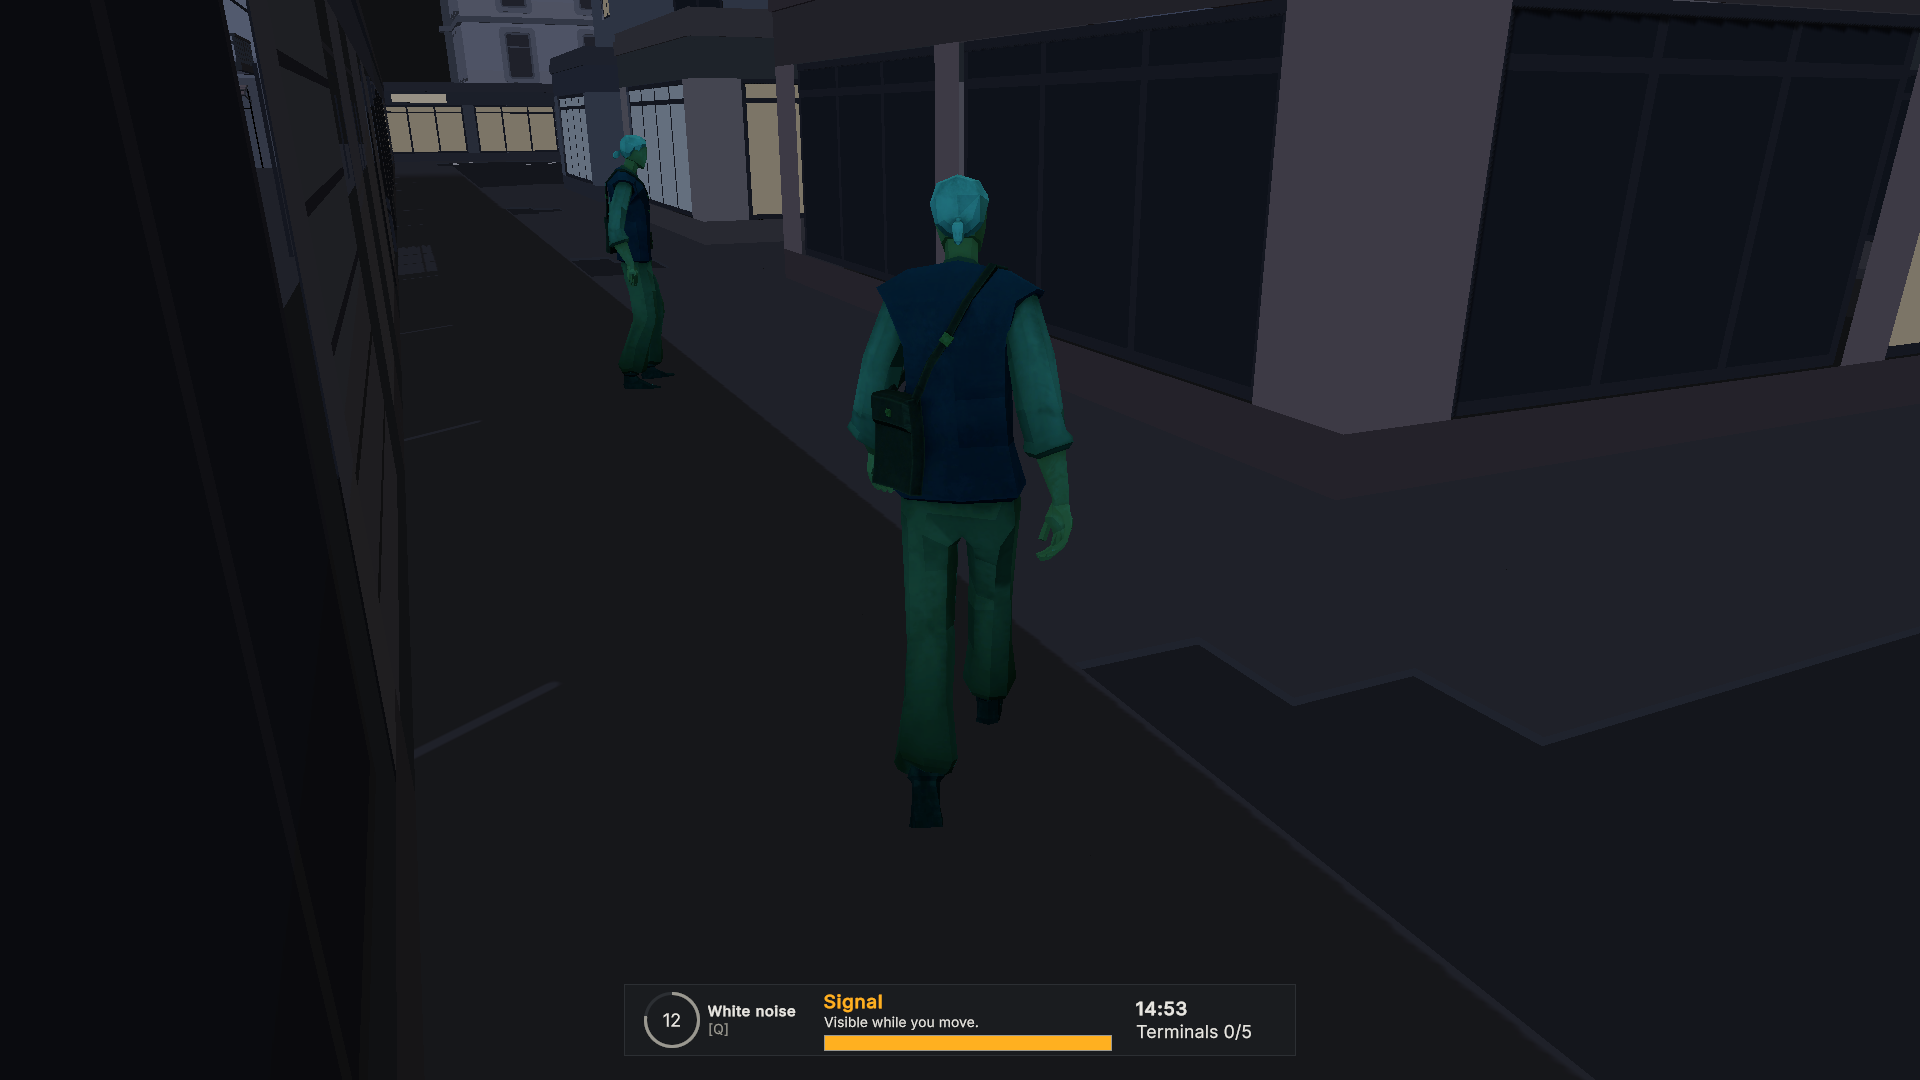 12
White noise
[Q]
Signal
Visible while you move.
14:53
Terminals 0/5